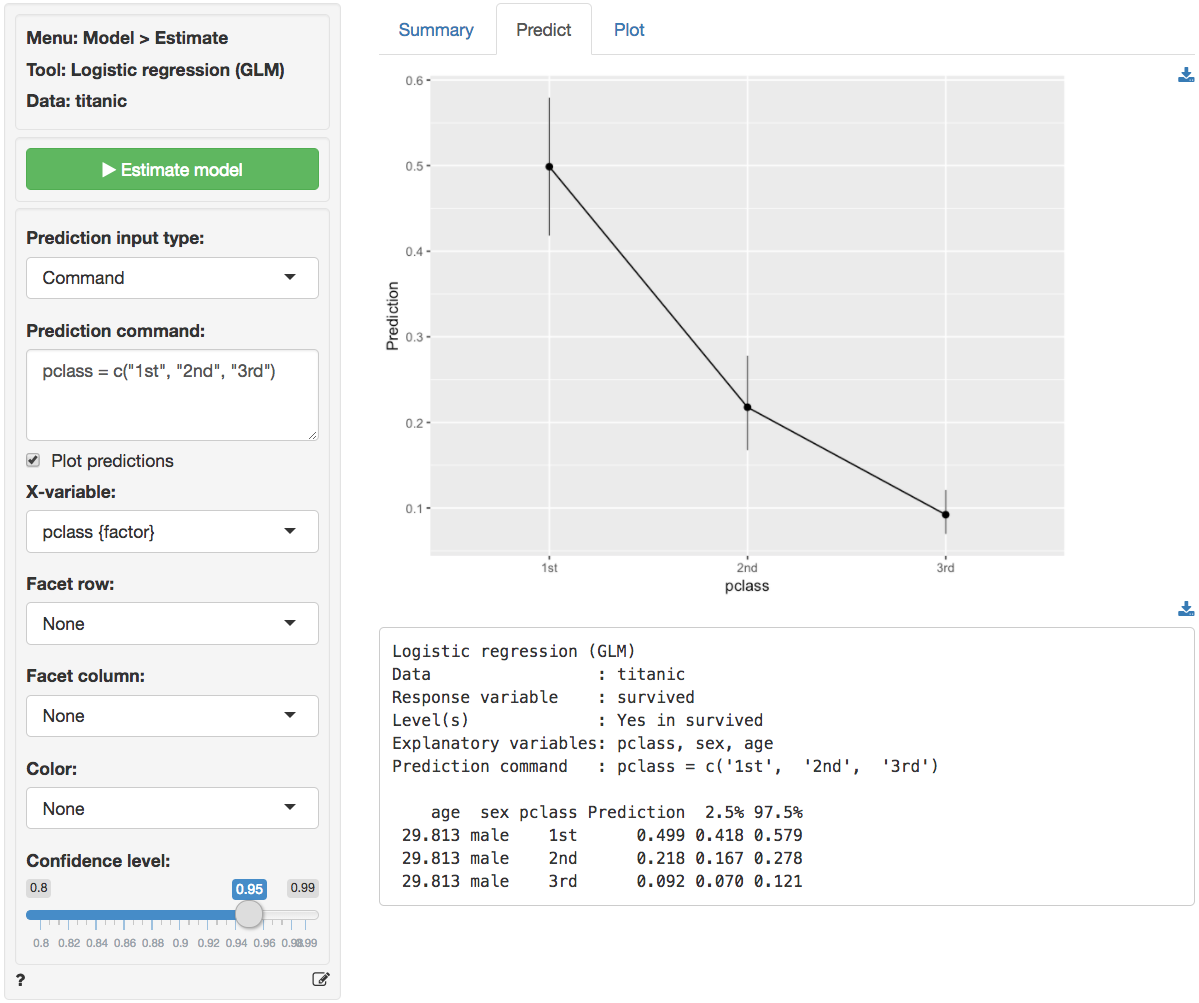 Menu: Model > Estimate
Tool: Logistic regression (GLM)
Data: titanic
Estimate model
Prediction input type:
Command
Prediction command:
pclass = c("1st", "2nd", "3rd")
Plot predictions
X-variable:
pclass {factor}
Facet row:
None
Facet column:
None
Color:
None
Confidence level:
0.8 0.95 0.99
0.8 0.82 0.84 0.86 0.88 0.9 0.92 0.94 0.96 0.98 0.99
?
Summary Predict Plot
0.6
0.5
0.4
0.3
0.2
0.1
Prediction
1st 2nd 3rd
pclass
Logistic regression (GLM)
Data : titanic
Response variable : survived
Level(s) : Yes in survived
Explanatory variables: pclass, sex, age
Prediction command : pclass = c('1st', '2nd', '3rd')
age sex pclass Prediction 2.5% 97.5%
29.813 male 1st 0.499 0.418 0.579
29.813 male 2nd 0.218 0.167 0.278
29.813 male 3rd 0.092 0.070 0.121